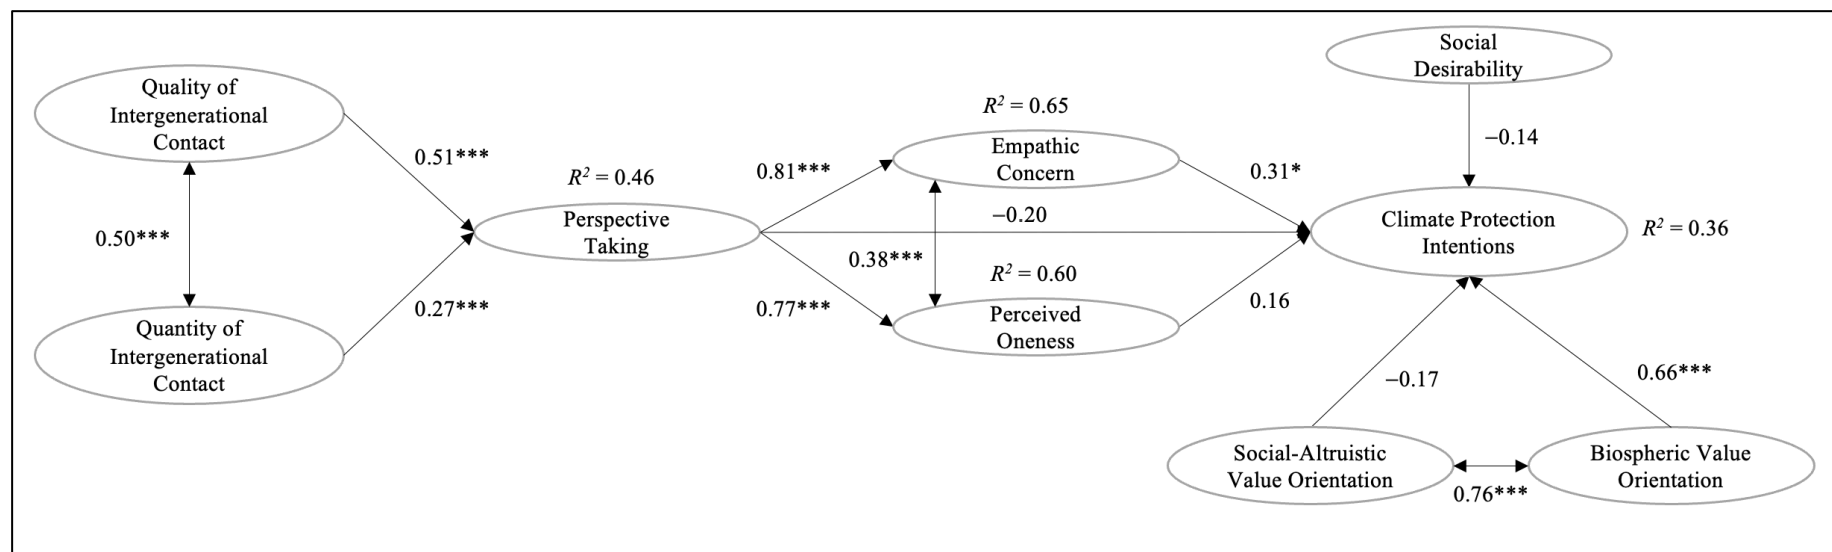 Quality of
Intergenerational
Contact
0.50***
Quantity of
Intergenerational
Contact
0.51***
0.27***
R² = 0.46
Perspective
Taking
0.81***
0.77***
R² = 0.65
Empathic
Concern
−0.20
0.38***
R² = 0.60
Perceived
Oneness
0.31*
0.16
Social
Desirability
−0.14
Climate Protection
Intentions
R² = 0.36
−0.17
0.66***
Social-Altruistic
Value Orientation
0.76***
Biospheric Value
Orientation